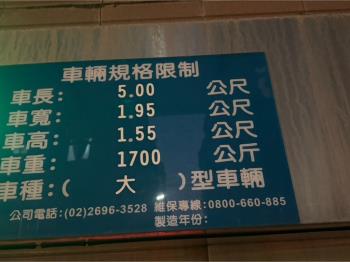 車輛規格限制
車長: 5.00 公尺
車寬: 1.95 公尺
車高: 1.55 公尺
車重: 1700 公斤
車種:( 大 )型車輛
公司電話:(02)2696-3528 維保專線:0800-660-885
製造年份: